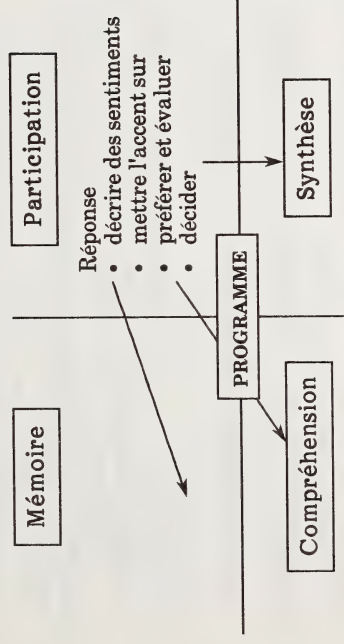 Mémoire
Participation
Réponse
• décrire des sentiments
• mettre l'accent sur
• préférer et évaluer
• décider
PROGRAMME
Compréhension
Synthèse